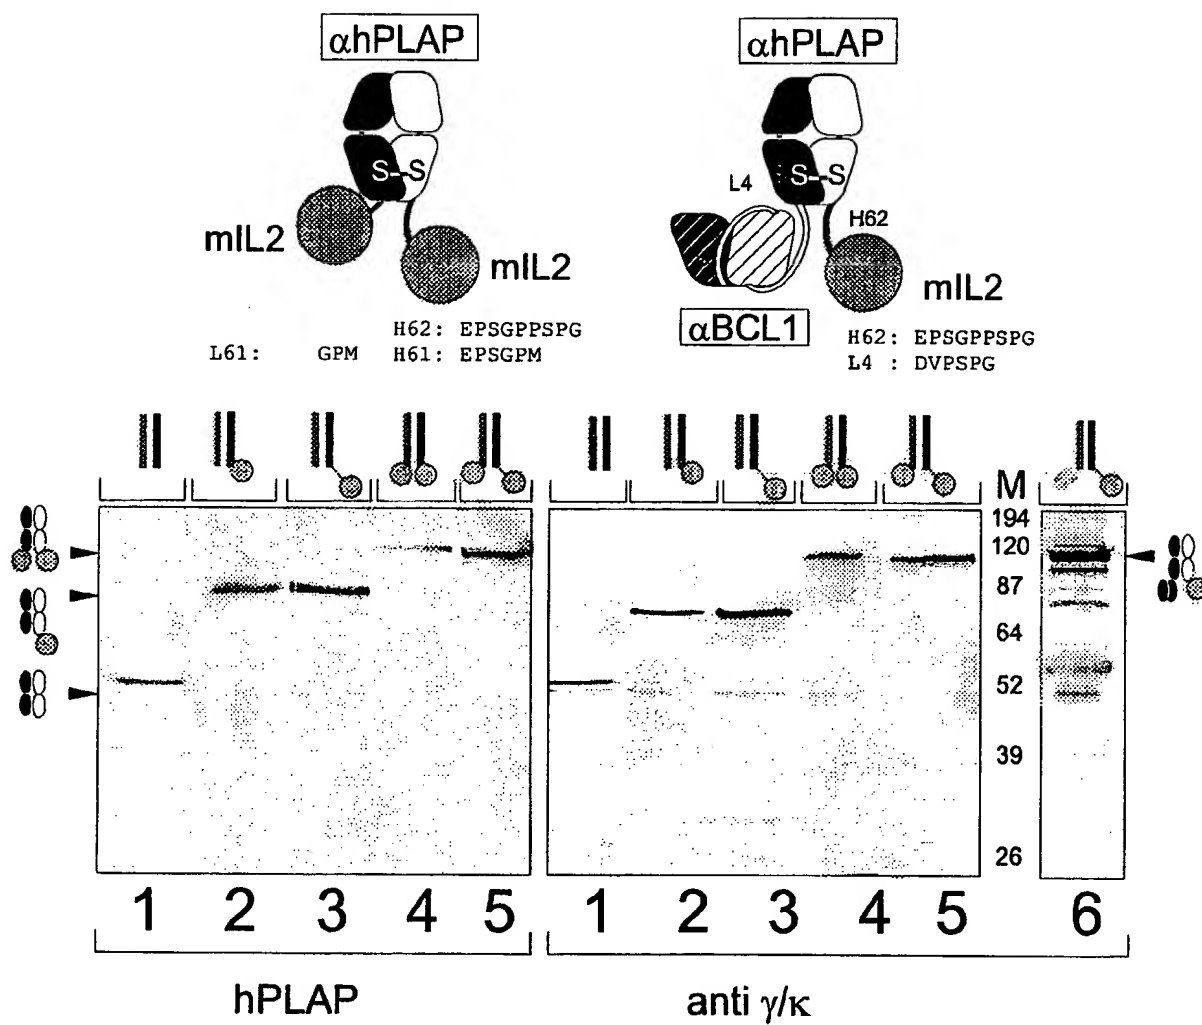 αhPLAP
αhPLAP
S--S
S--S
L4
H62
mIL2
mIL2
mIL2
αBCL1
H62: EPSGPPSPG
L61: GPM H61: EPSGPM
H62: EPSGPPSPG
L4 : DVPSPG
M
194
120
87
64
52
39
26
1 2 3 4 5
1 2 3 4 5 6
hPLAP
anti γ/κ